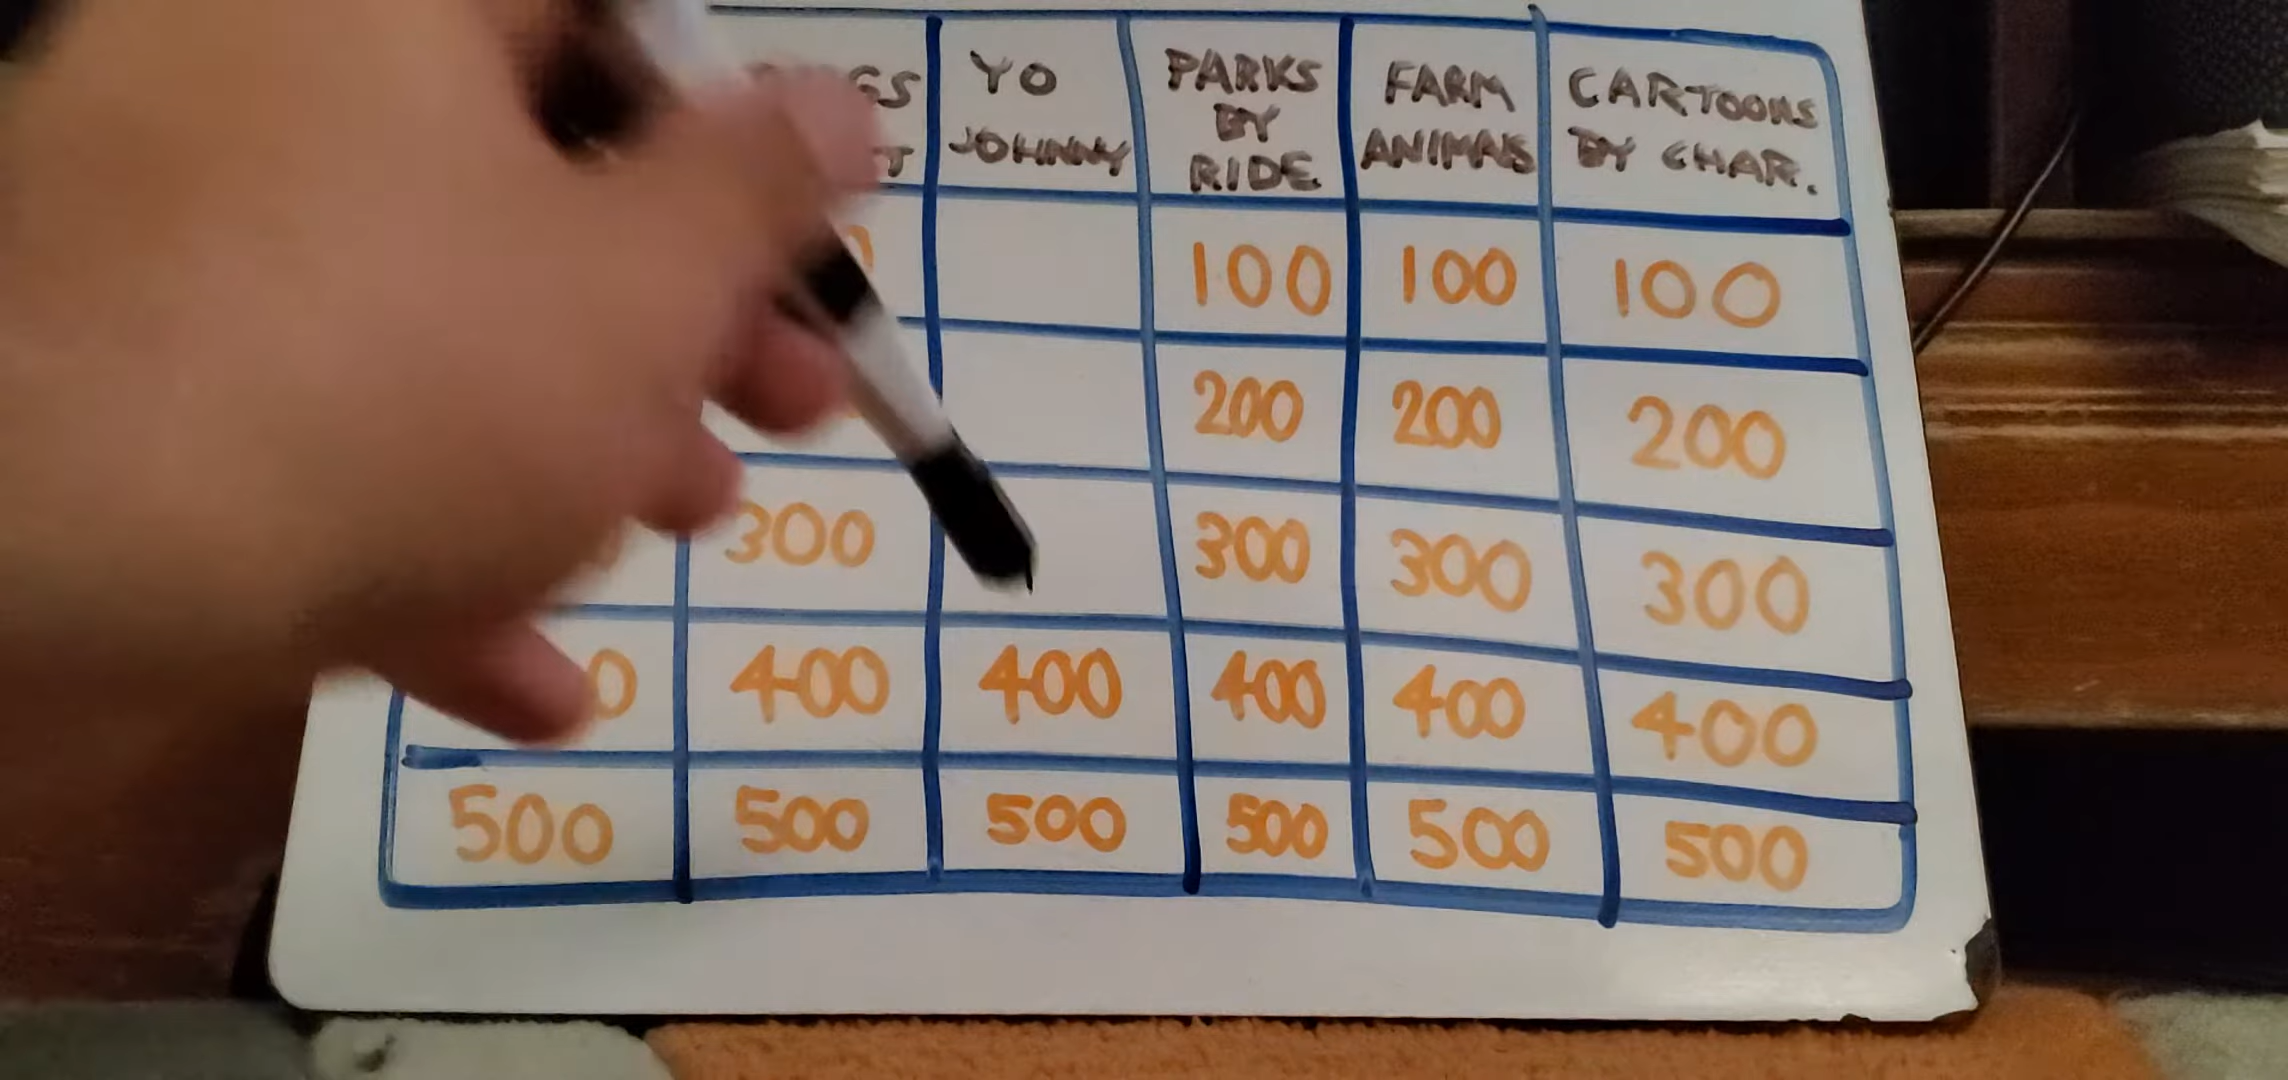 YO
JOHNNY
PARKS
BY
RIDE
FARM
ANIMALS
CARTOONS
BY CHAR.
100 100 100
200 200 200
300 300 300 300
400 400 400 400 400
500 500 500 500 500 500